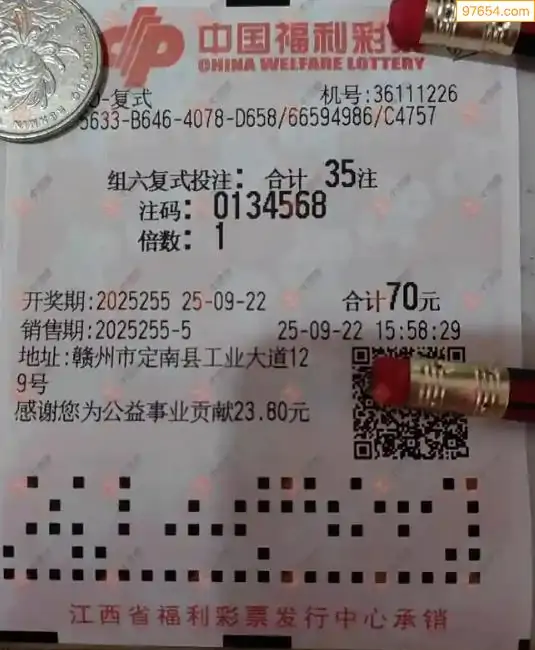 97654.com
中国福利彩票
CHINA WELFARE LOTTERY
D-复式 机号:36111226
5633-B646-4078-D658/66594986/C4757
组六复式投注: 合计 35注
注码: 0134568
倍数: 1
开奖期:2025255 25-09-22 合计70元
销售期:2025255-5 25-09-22 15:58:29
地址:赣州市定南县工业大道12
9号
感谢您为公益事业贡献23.80元
江西省福利彩票发行中心承销